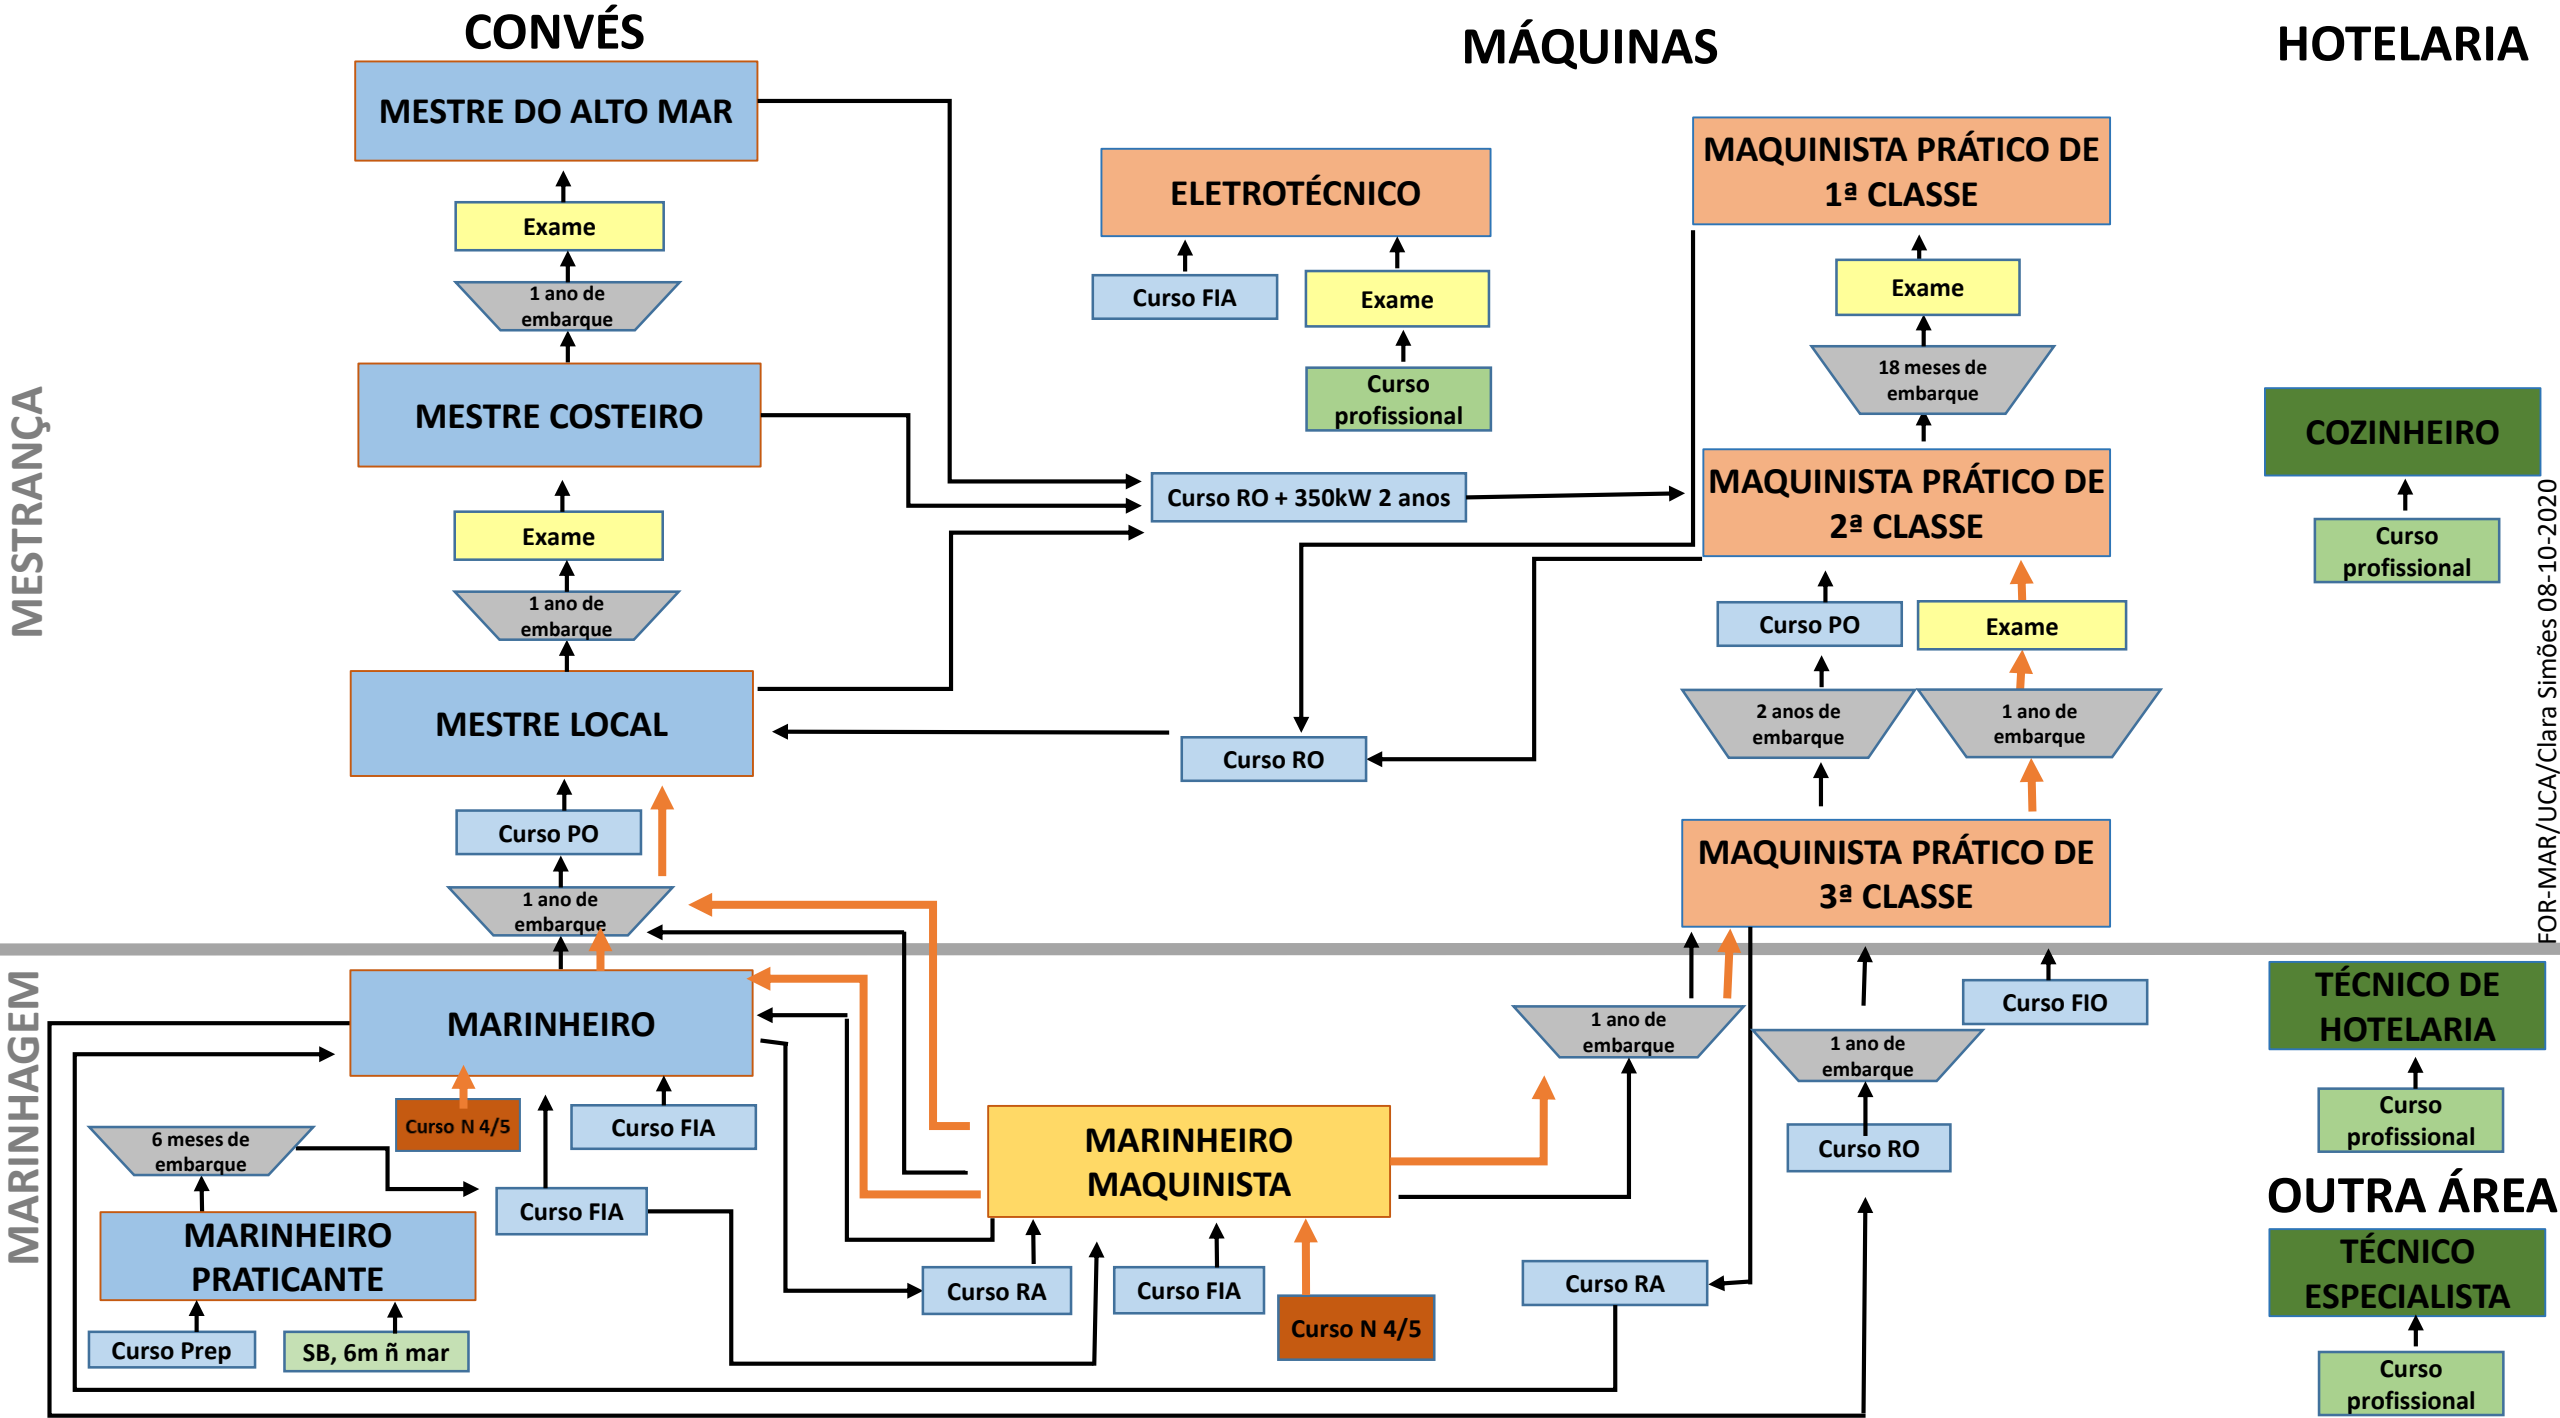 CONVÉS
MÁQUINAS
HOTELARIA
MESTRE DO ALTO MAR
Exame
1 ano de
embarque
MESTRE COSTEIRO
Exame
1 ano de
embarque
MESTRE LOCAL
Curso PO
1 ano de
embarque
MESTRANÇA
ELETROTÉCNICO
Curso FIA
Exame
Curso
profissional
Curso RO + 350kW 2 anos
Curso RO
MAQUINISTA PRÁTICO DE
1ª CLASSE
Exame
18 meses de
embarque
MAQUINISTA PRÁTICO DE
2ª CLASSE
Curso PO
Exame
2 anos de
embarque
1 ano de
embarque
MAQUINISTA PRÁTICO DE
3ª CLASSE
COZINHEIRO
Curso
profissional
FOR-MAR/UCA/Clara Simões 08-10-2020
MARINHAGEM
MARINHEIRO
Curso N 4/5
Curso FIA
6 meses de
embarque
Curso FIA
MARINHEIRO
PRATICANTE
Curso Prep
SB, 6m ñ mar
MARINHEIRO
MAQUINISTA
Curso RA
Curso FIA
Curso N 4/5
1 ano de
embarque
1 ano de
embarque
Curso FIO
Curso RO
Curso RA
TÉCNICO DE
HOTELARIA
Curso
profissional
OUTRA ÁREA
TÉCNICO
ESPECIALISTA
Curso
profissional